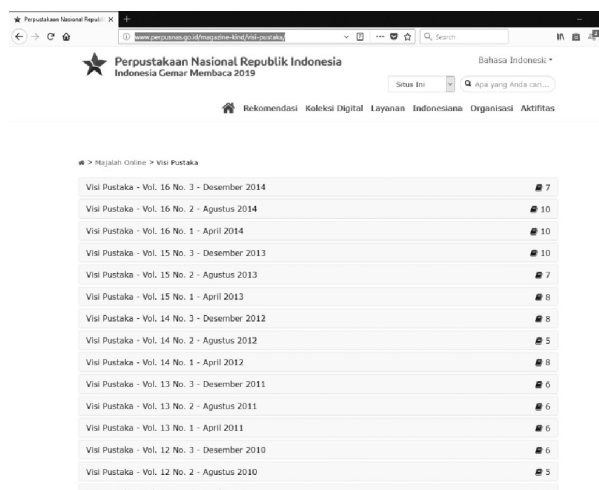 Perpustakaan Nasional Republi
www.perpusnas.go.id/magazine-kind/visi-pustaka/
Search
Perpustakaan Nasional Republik Indonesia
Indonesia Gemar Membaca 2019
Bahasa Indonesia
Situs Ini
Apa yang Anda cari...
Rekomendasi Koleksi Digital Layanan Indonesiana Organisasi Aktifitas
> Majalah Online > Visi Pustaka
Visi Pustaka - Vol. 16 No. 3 - Desember 2014 7
Visi Pustaka - Vol. 16 No. 2 - Agustus 2014 10
Visi Pustaka - Vol. 16 No. 1 - April 2014 10
Visi Pustaka - Vol. 15 No. 3 - Desember 2013 10
Visi Pustaka - Vol. 15 No. 2 - Agustus 2013 7
Visi Pustaka - Vol. 15 No. 1 - April 2013 8
Visi Pustaka - Vol. 14 No. 3 - Desember 2012 8
Visi Pustaka - Vol. 14 No. 2 - Agustus 2012 5
Visi Pustaka - Vol. 14 No. 1 - April 2012 8
Visi Pustaka - Vol. 13 No. 3 - Desember 2011 6
Visi Pustaka - Vol. 13 No. 2 - Agustus 2011 6
Visi Pustaka - Vol. 13 No. 1 - April 2011 6
Visi Pustaka - Vol. 12 No. 3 - Desember 2010 6
Visi Pustaka - Vol. 12 No. 2 - Agustus 2010 5